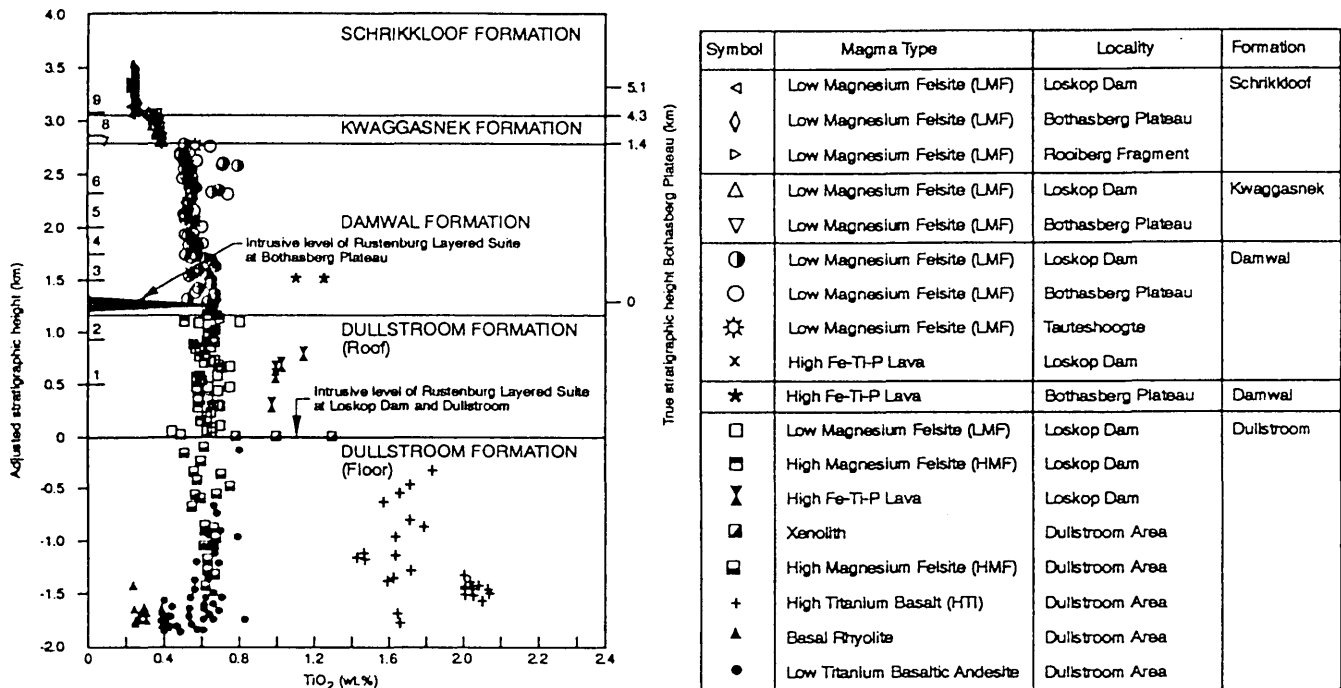 4.0
3.5
3.0
2.5
2.0
1.5
1.0
0.5
0
-0.5
-1.0
-1.5
-2.0
Adjusted stratigraphic height (km)
9
8
7
6
5
4
3
2
1
SCHRIKKLOOF FORMATION
KWAGGASNEK FORMATION
DAMWAL FORMATION
Intrusive level of Rustenburg Layered Suite
at Bothasberg Plateau
DULLSTROOM FORMATION
(Roof)
Intrusive level of Rustenburg Layered Suite
at Loskop Dam and Dullstroom
DULLSTROOM FORMATION
(Floor)
5.1
4.3
1.4
0
True stratigraphic height Bothasberg Plateau (km)
0 0.4 0.8 1.2 1.6 2.0 2.4
TiO2 (wt.%)
Symbol Magma Type Locality Formation
Low Magnesium Felsite (LMF) Loskop Dam Schrikkloof
Low Magnesium Felsite (LMF) Bothasberg Plateau
Low Magnesium Felsite (LMF) Rooiberg Fragment
Low Magnesium Felsite (LMF) Loskop Dam Kwaggasnek
Low Magnesium Felsite (LMF) Bothasberg Plateau
Low Magnesium Felsite (LMF) Loskop Dam Damwal
Low Magnesium Felsite (LMF) Bothasberg Plateau
Low Magnesium Felsite (LMF) Tauteshoogte
High Fe-Ti-P Lava Loskop Dam
High Fe-Ti-P Lava Bothasberg Plateau Damwal
Low Magnesium Felsite (LMF) Loskop Dam Dullstroom
High Magnesium Felsite (HMF) Loskop Dam
High Fe-Ti-P Lava Loskop Dam
Xenolith Dullstroom Area
High Magnesium Felsite (HMF) Dullstroom Area
High Titanium Basalt (HTI) Dullstroom Area
Basal Rhyolite Dullstroom Area
Low Titanium Basaltic Andesite Dullstroom Area